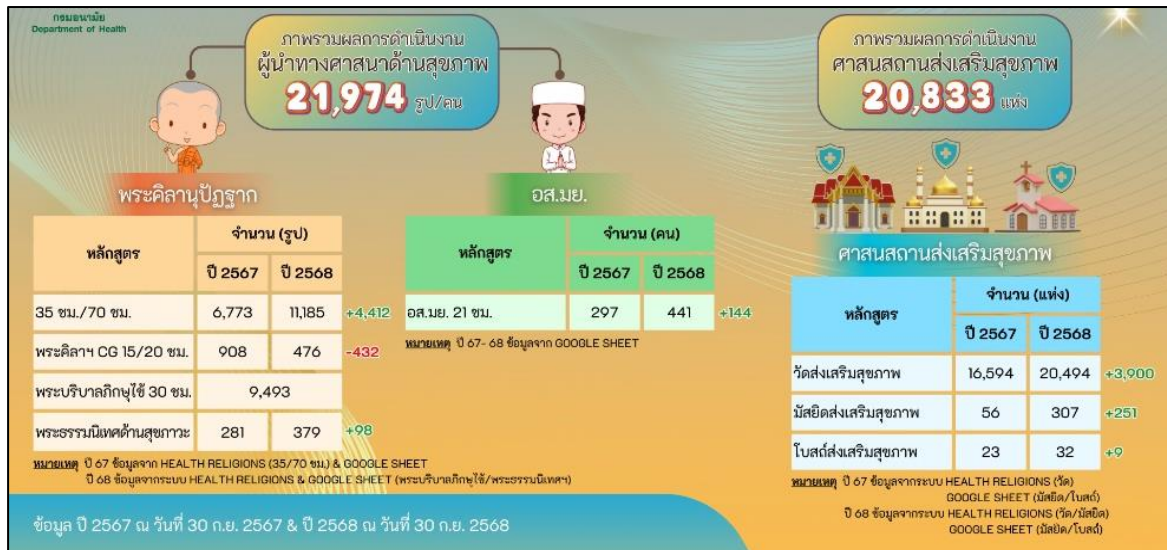 กรมอนามัย
Department of Health
ภาพรวมผลการดำเนินงาน
ผู้นำทางศาสนาด้านสุขภาพ
21,974 รูป/คน
พระคิลานุปัฏฐาก
หลักสูตร จำนวน (รูป)
ปี 2567 ปี 2568
35 ชม./70 ชม. 6,773 11,185 +4,412
พระคิลาฯ CG 15/20 ชม. 908 476 -432
พระบริบาลภิกษุไข้ 30 ชม. 9,493
พระธรรมนิเทศด้านสุขภาวะ 281 379 +98
หมายเหตุ ปี 67 ข้อมูลจาก HEALTH RELIGIONS (35/70 ชม.) & GOOGLE SHEET
ปี 68 ข้อมูลจากระบบ HEALTH RELIGIONS & GOOGLE SHEET (พระบริบาลภิกษุไข้/พระธรรมนิเทศฯ)
อส.มย.
หลักสูตร จำนวน (คน)
ปี 2567 ปี 2568
อส.มย. 21 ชม. 297 441 +144
หมายเหตุ ปี 67- 68 ข้อมูลจาก GOOGLE SHEET
ภาพรวมผลการดำเนินงาน
ศาสนสถานส่งเสริมสุขภาพ
20,833 แห่ง
ศาสนสถานส่งเสริมสุขภาพ
หลักสูตร จำนวน (แห่ง)
ปี 2567 ปี 2568
วัดส่งเสริมสุขภาพ 16,594 20,494 +3,900
มัสยิดส่งเสริมสุขภาพ 56 307 +251
โบสถ์ส่งเสริมสุขภาพ 23 32 +9
หมายเหตุ ปี 67 ข้อมูลจากระบบ HEALTH RELIGIONS (วัด)
GOOGLE SHEET (มัสยิด/โบสถ์)
ปี 68 ข้อมูลจากระบบ HEALTH RELIGIONS (วัด/มัสยิด)
GOOGLE SHEET (มัสยิด/โบสถ์)
ข้อมูล ปี 2567 ณ วันที่ 30 ก.ย. 2567 & ปี 2568 ณ วันที่ 30 ก.ย. 2568